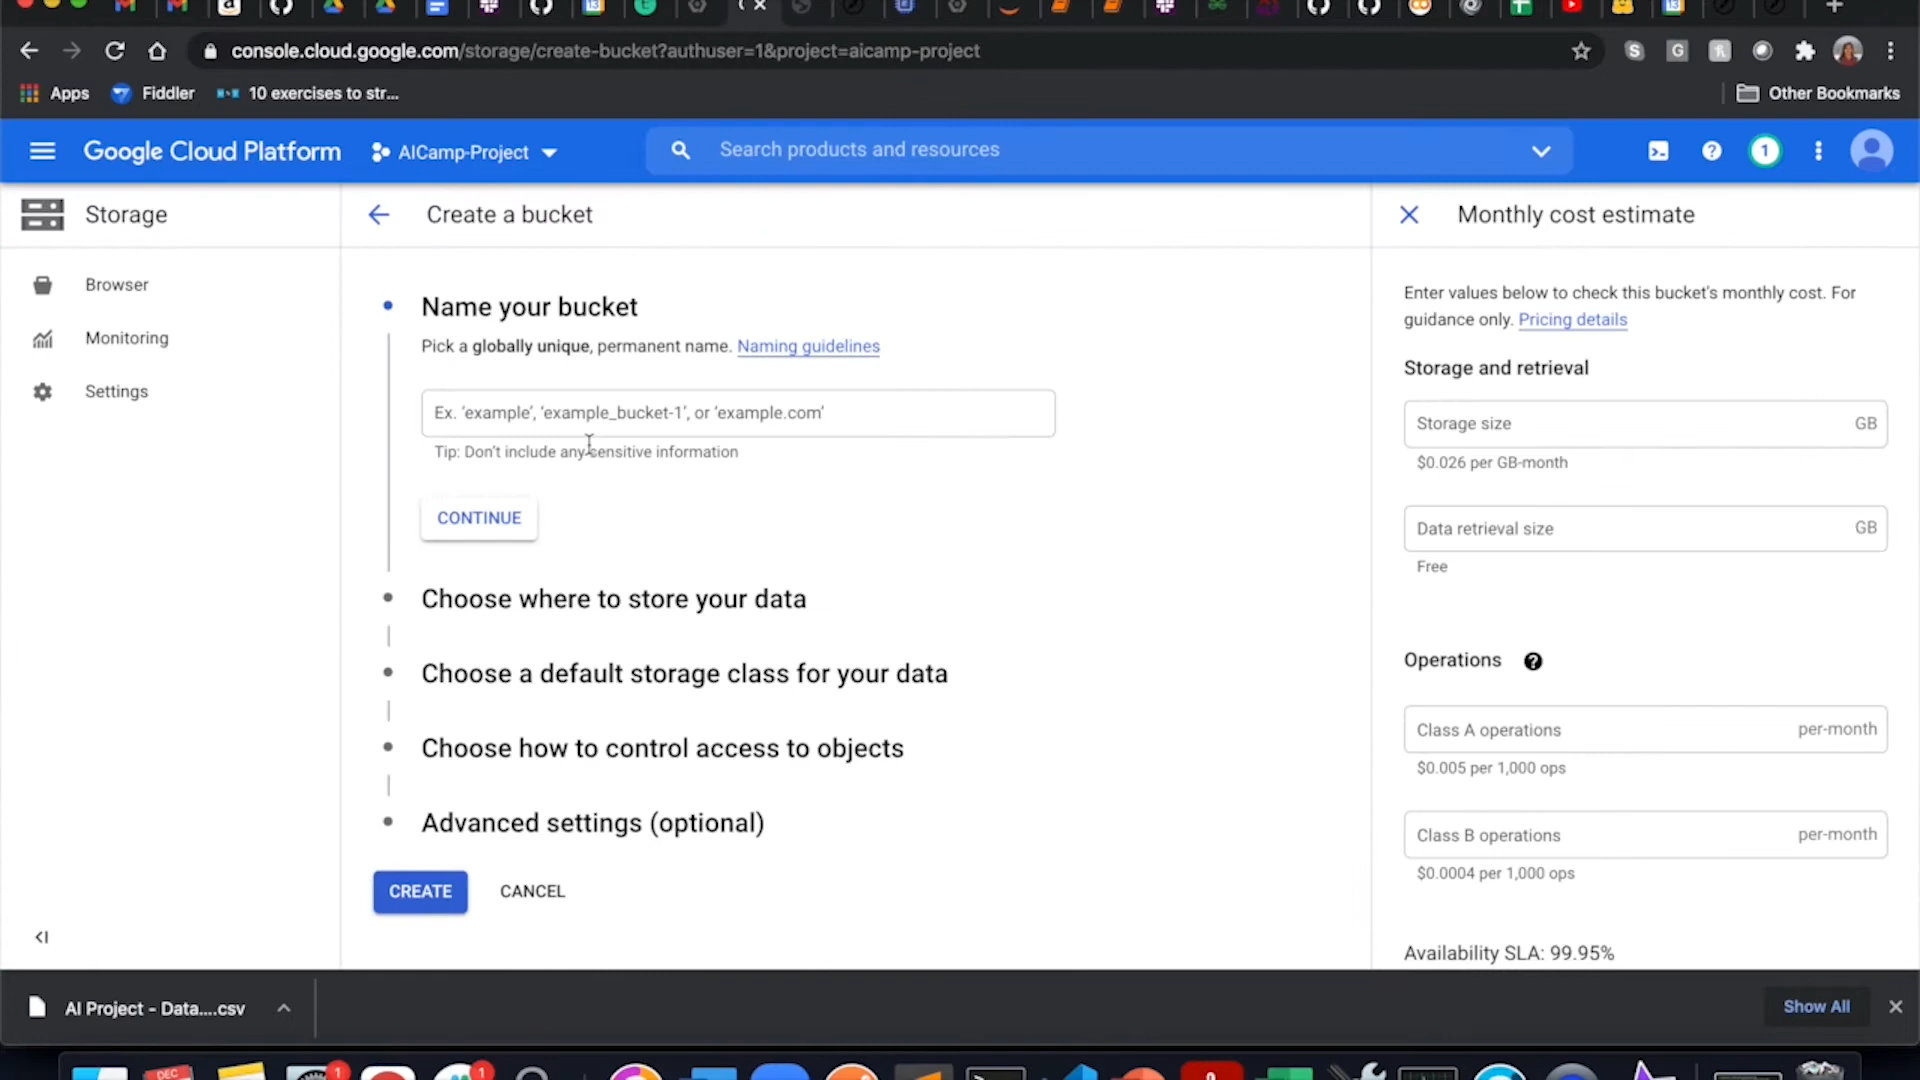 console.cloud.google.com/storage/create-bucket?authuser=1&project=aicamp-project
Apps
Fiddler
10 exercises to str...
Other Bookmarks
Google Cloud Platform
AICamp-Project
Search products and resources
1
Storage
Create a bucket
Monthly cost estimate
Browser
Monitoring
Settings
Name your bucket
Pick a globally unique, permanent name. Naming guidelines
Ex. 'example', 'example_bucket-1', or 'example.com'
Tip: Don't include any sensitive information
CONTINUE
Choose where to store your data
Choose a default storage class for your data
Choose how to control access to objects
Advanced settings (optional)
CREATE
CANCEL
Enter values below to check this bucket's monthly cost. For
guidance only. Pricing details
Storage and retrieval
Storage size
GB
$0.026 per GB-month
Data retrieval size
GB
Free
Operations
Class A operations
per-month
$0.005 per 1,000 ops
Class B operations
per-month
$0.0004 per 1,000 ops
Availability SLA: 99.95%
AI Project - Data....csv
Show All
DEC
1
1